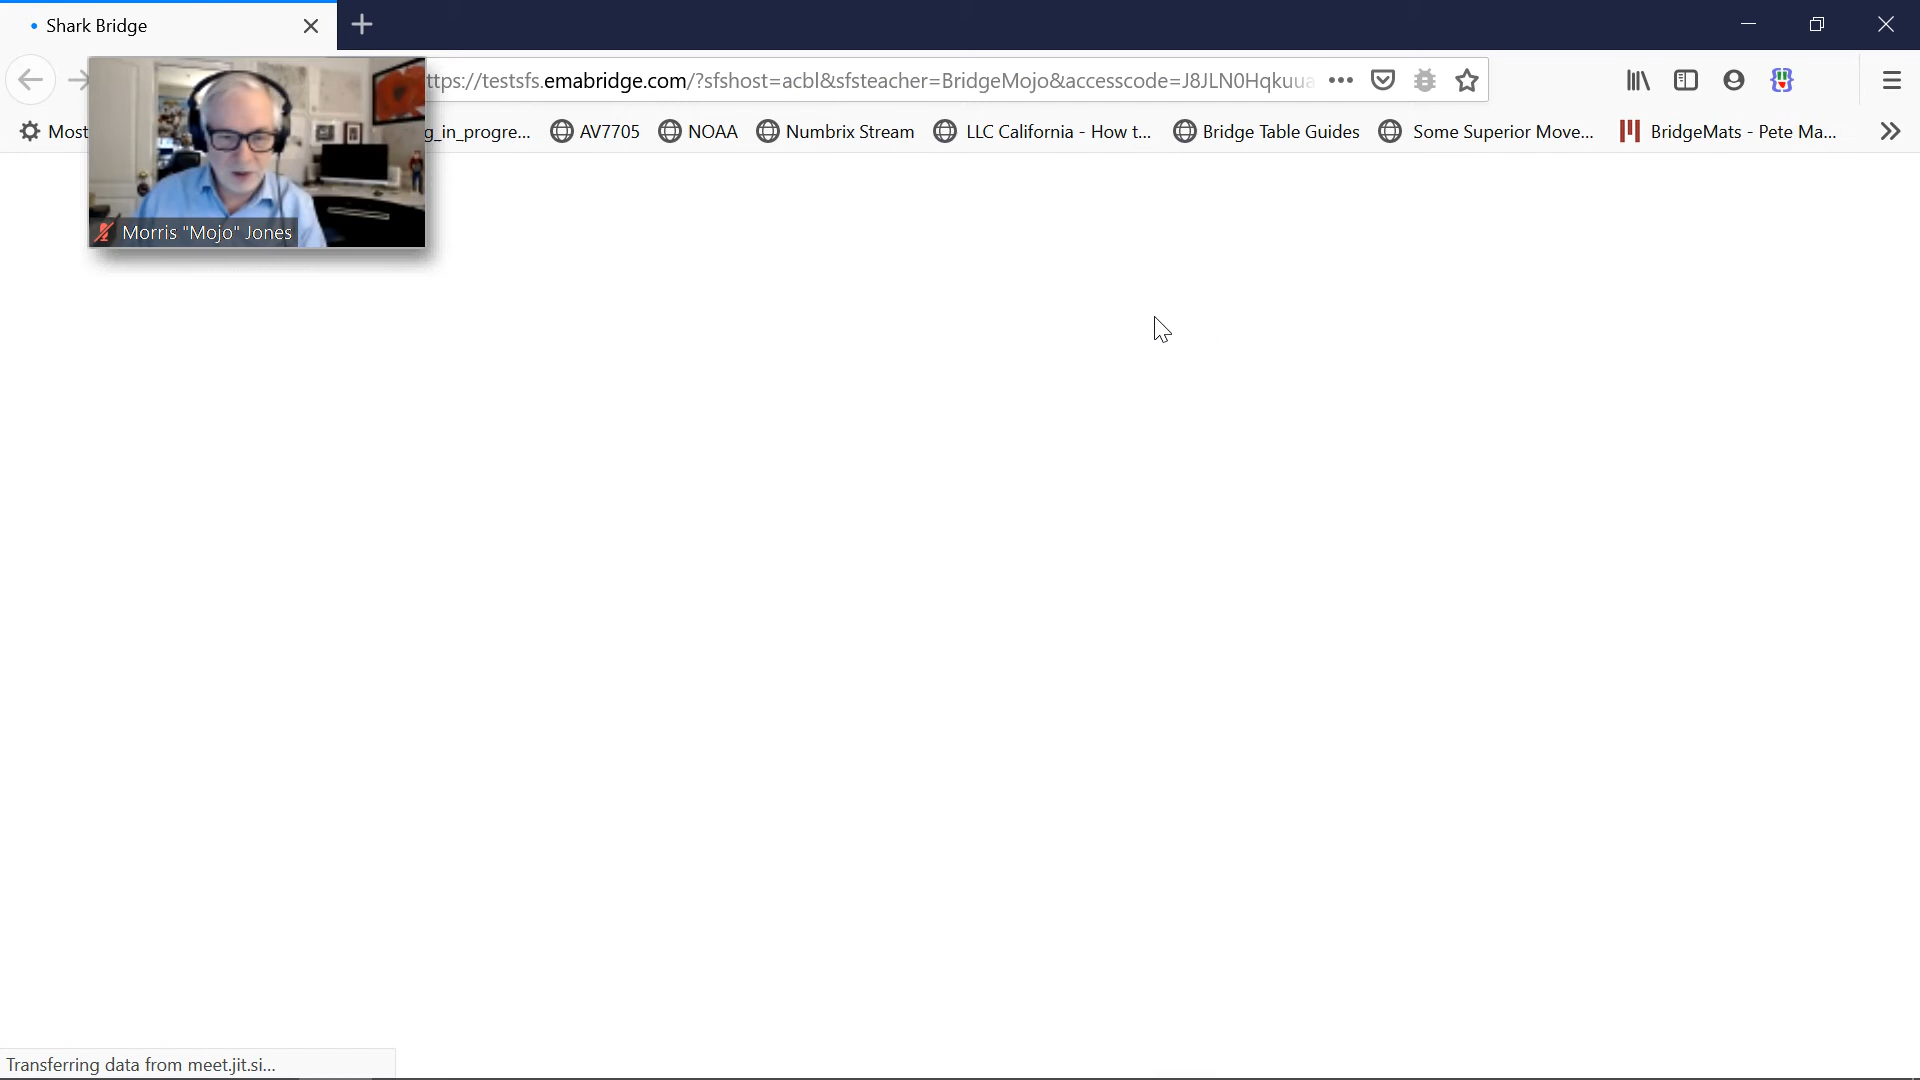 Shark Bridge
ttps://testsfs.emabridge.com/?sfshost=acbl&sfsteacher=BridgeMojo&accesscode=J8JLN0Hqkuua
Most
g_in_progre...
AV7705
NOAA
Numbrix Stream
LLC California - How t...
Bridge Table Guides
Some Superior Move...
BridgeMats - Pete Ma...
Morris "Mojo" Jones
Transferring data from meet.jit.si...